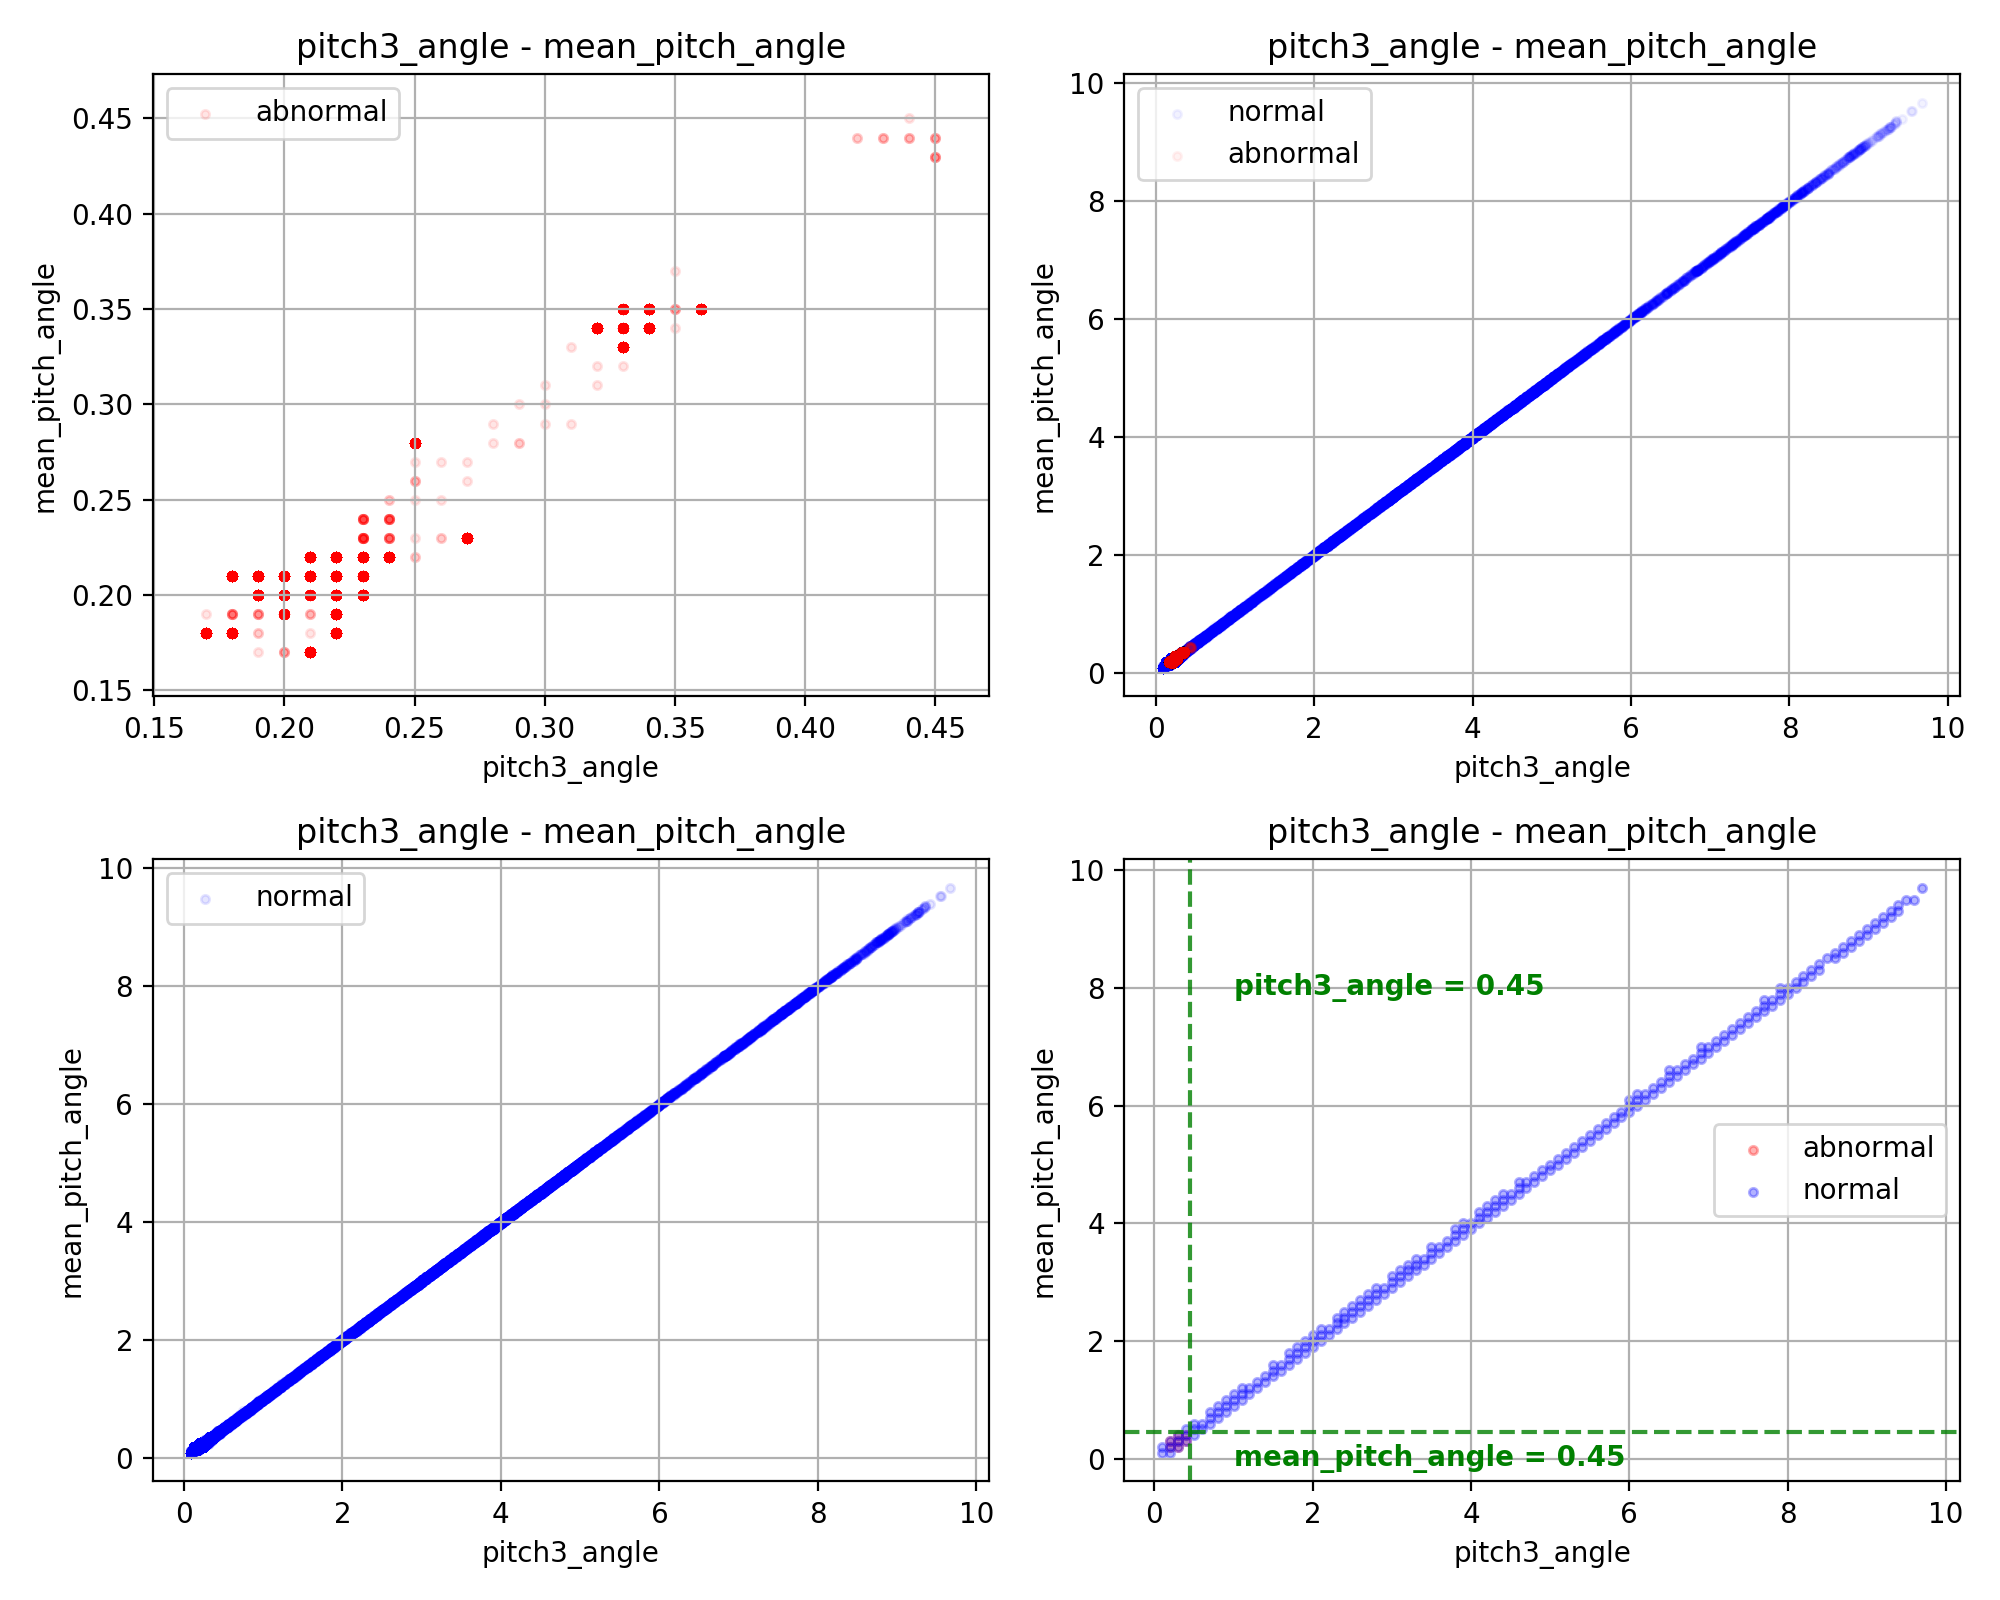 pitch3_angle - mean_pitch_angle
abnormal
0.45
0.40
0.35
0.30
0.25
0.20
0.15
mean_pitch_angle
0.15 0.20 0.25 0.30 0.35 0.40 0.45
pitch3_angle
pitch3_angle - mean_pitch_angle
normal
abnormal
10
8
6
4
2
0
mean_pitch_angle
0 2 4 6 8 10
pitch3_angle
pitch3_angle - mean_pitch_angle
normal
10
8
6
4
2
0
mean_pitch_angle
0 2 4 6 8 10
pitch3_angle
pitch3_angle - mean_pitch_angle
pitch3_angle = 0.45
abnormal
normal
mean_pitch_angle = 0.45
10
8
6
4
2
0
mean_pitch_angle
0 2 4 6 8 10
pitch3_angle